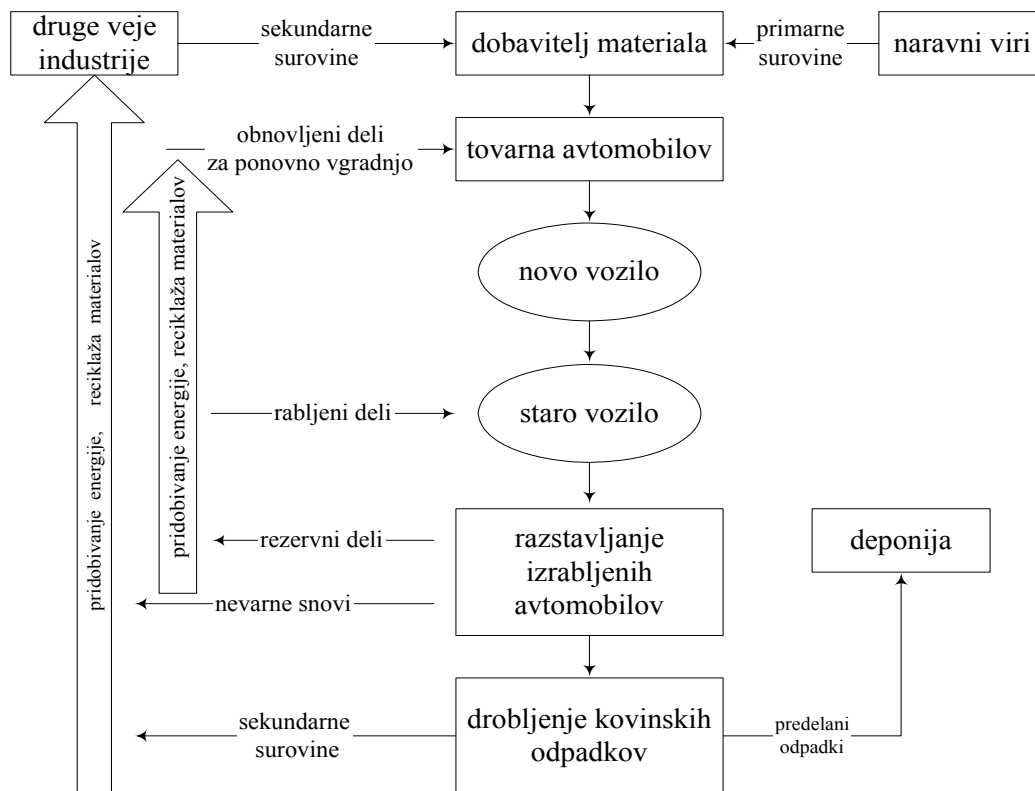 druge veje
industrije
sekundarne
surovine
dobavitelj materiala
primarne
surovine
naravni viri
obnovljeni deli
za ponovno vgradnjo
tovarna avtomobilov
novo vozilo
pridobivanje energije, reciklaža materialov
pridobivanje energije, reciklaža materialov
rabljeni deli
staro vozilo
rezervni deli
nevarne snovi
razstavljanje
izrabljenih
avtomobilov
deponija
sekundarne
surovine
drobljenje kovinskih
odpadkov
predelani
odpadki